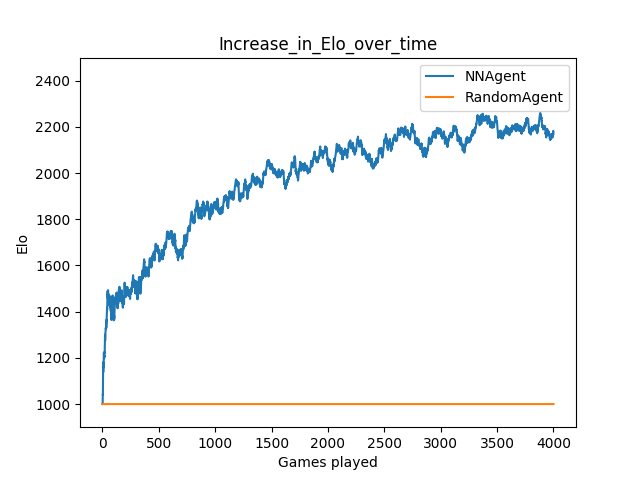 Increase_in_Elo_over_time
NNAgent
RandomAgent
2400
2200
2000
1800
1600
1400
1200
1000
Elo
0 500 1000 1500 2000 2500 3000 3500 4000
Games played